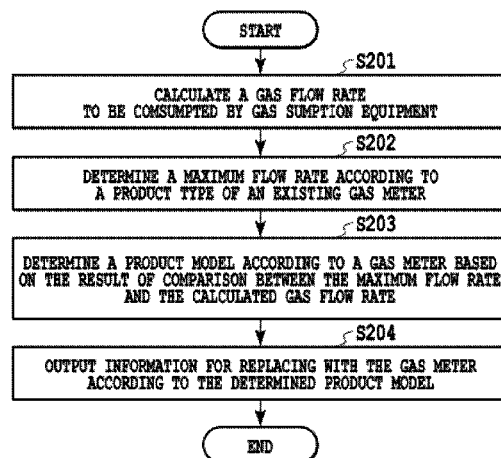 START
S201
CALCULATE A GAS FLOW RATE
TO BE COMSUMPTED BY GAS SUMPTION EQUIPMENT
S202
DETERMINE A MAXIMUM FLOW RATE ACCORDING TO
A PRODUCT TYPE OF AN EXISTING GAS METER
S203
DETERMINE A PRODUCT MODEL ACCORDING TO A GAS METER BASED
ON THE RESULT OF COMPARISON BETWEEN THE MAXIMUM FLOW RATE
AND THE CALCULATED GAS FLOW RATE
S204
OUTPUT INFORMATION FOR REPLACING WITH THE GAS METER
ACCORDING TO THE DETERMINED PRODUCT MODEL
END